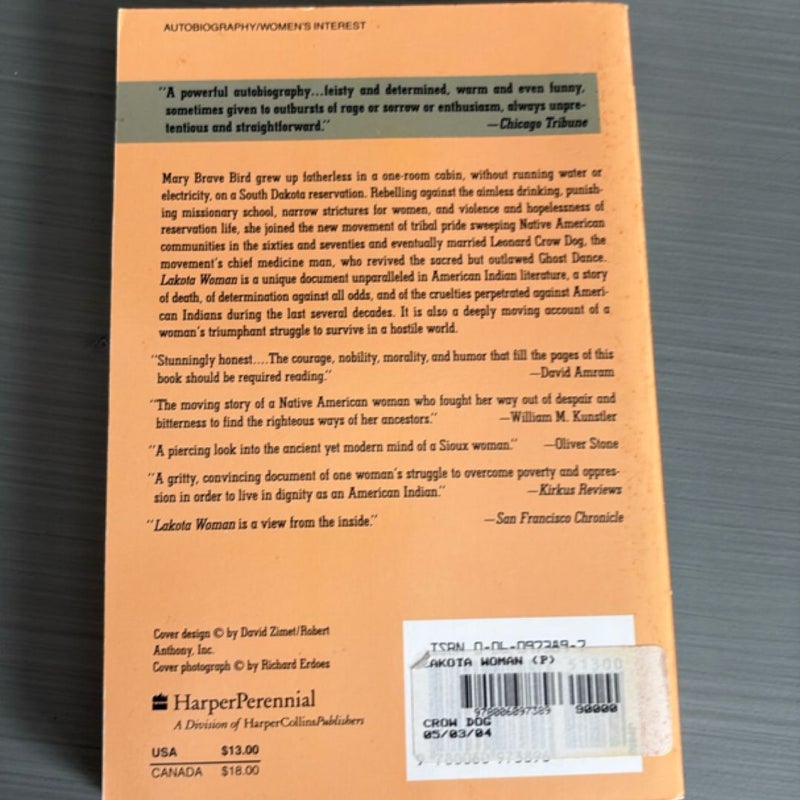 AUTOBIOGRAPHY/WOMEN'S INTEREST
"A powerful autobiography...feisty and determined, warm and even funny,
sometimes given to outbursts of rage or sorrow or enthusiasm, always unpre-
tentious and straightforward." —Chicago Tribune
Mary Brave Bird grew up fatherless in a one-room cabin, without running water or
electricity, on a South Dakota reservation. Rebelling against the aimless drinking, punish-
ing missionary school, narrow strictures for women, and violence and hopelessness of
reservation life, she joined the new movement of tribal pride sweeping Native American
communities in the sixties and seventies and eventually married Leonard Crow Dog, the
movement's chief medicine man, who revived the sacred but outlawed Ghost Dance.
Lakota Woman is a unique document unparalleled in American Indian literature, a story
of death, of determination against all odds, and of the cruelties perpetrated against Ameri-
can Indians during the last several decades. It is also a deeply moving account of a
woman's triumphant struggle to survive in a hostile world.
"Stunningly honest....The courage, nobility, morality, and humor that fill the pages of this
book should be required reading." —David Amram
"The moving story of a Native American woman who fought her way out of despair and
bitterness to find the righteous ways of her ancestors." —William M. Kunstler
"A piercing look into the ancient yet modern mind of a Sioux woman." —Oliver Stone
"A gritty, convincing document of one woman's struggle to overcome poverty and oppres-
sion in order to live in dignity as an American Indian." —Kirkus Reviews
"Lakota Woman is a view from the inside." —San Francisco Chronicle
Cover design © by David Zimet/Robert
Anthony, Inc.
Cover photograph © by Richard Erdoes
HarperPerennial
A Division of HarperCollinsPublishers
USA $13.00
CANADA $18.00
ISBN 0-06-097389-7
AKOTA WOMAN (P) 51300
90000
CROW DOG
05/03/04